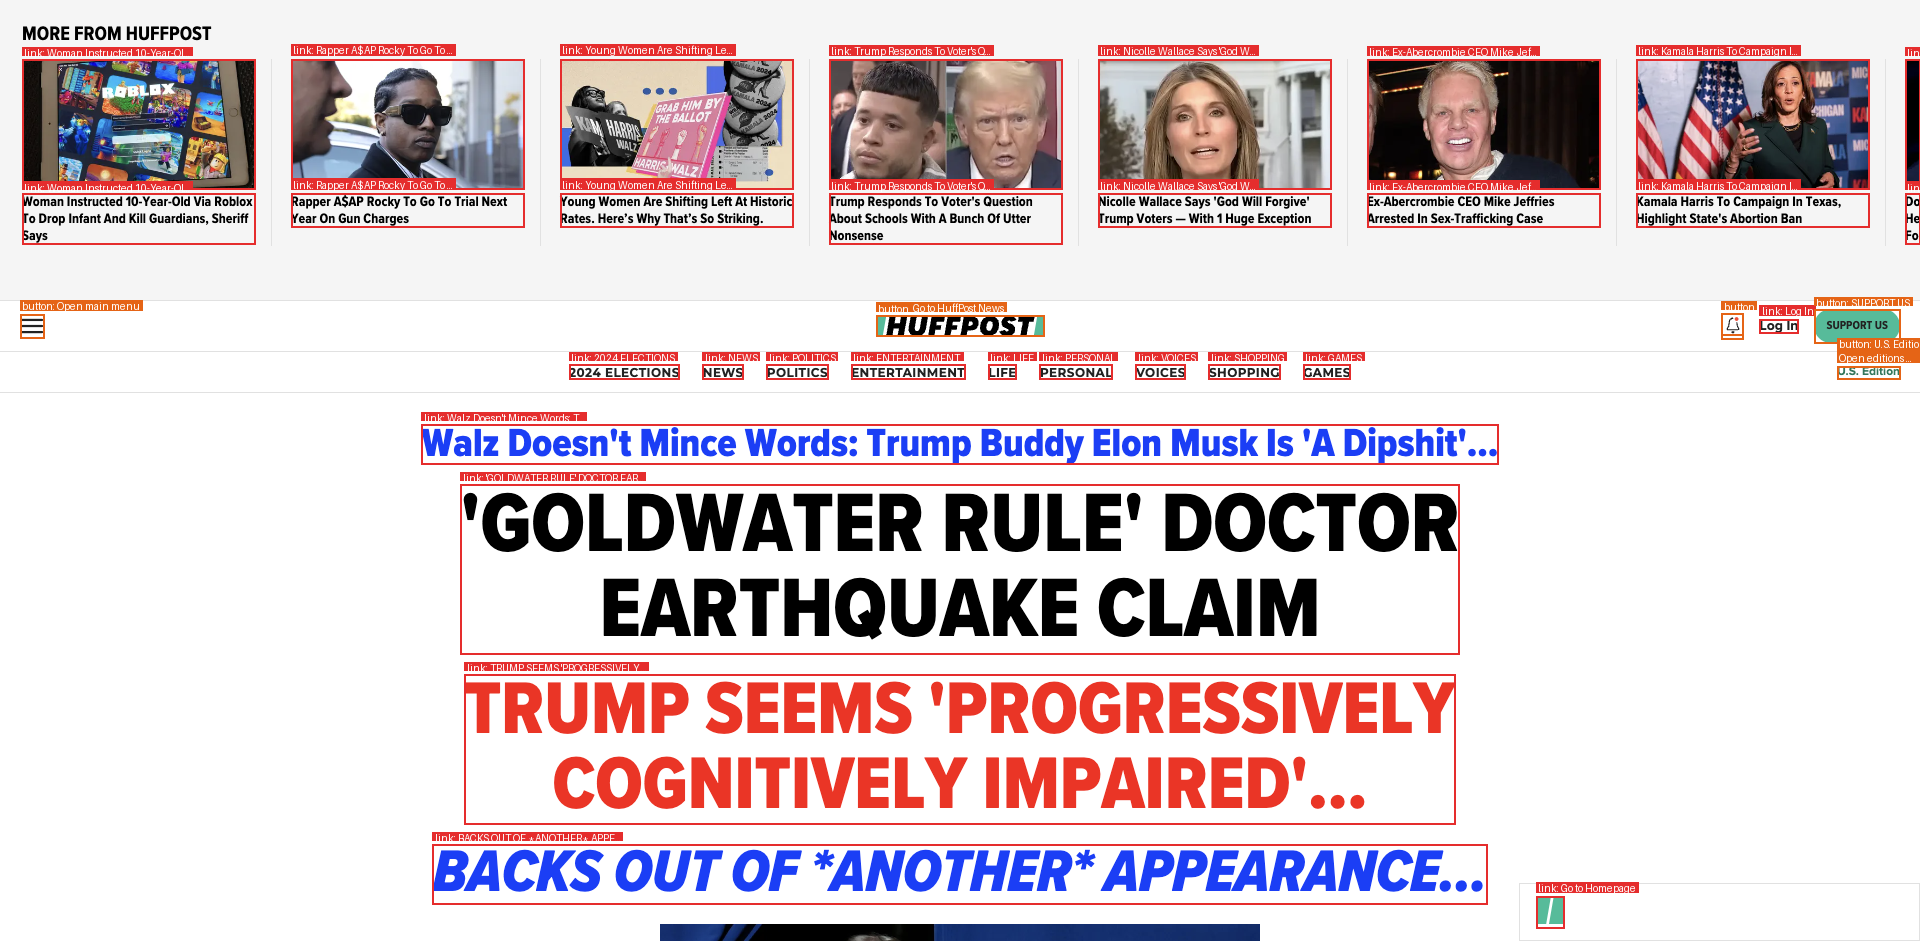 MORE FROM HUFFPOST
link: Woman Instructed 10-Year-Ol...
link: Rapper A$AP Rocky To Go To ...
link: Young Women Are Shifting Le...
link: Trump Responds To Voter's Q...
link: Nicolle Wallace Says 'God W...
link: Ex-Abercrombie CEO Mike Jef...
link: Kamala Harris To Campaign I...
ROBLOX
GRAB HIM BY
THE BALLOT
HARRIS WALZ
link: Woman Instructed 10-Year-Ol...
link: Rapper A$AP Rocky To Go To ...
link: Young Women Are Shifting Le...
link: Trump Responds To Voter's Q...
link: Nicolle Wallace Says 'God W...
link: Ex-Abercrombie CEO Mike Jef...
link: Kamala Harris To Campaign I...
Woman Instructed 10-Year-Old Via Roblox
To Drop Infant And Kill Guardians, Sheriff
Says
Rapper A$AP Rocky To Go To Trial Next
Year On Gun Charges
Young Women Are Shifting Left At Historic
Rates. Here's Why That's So Striking.
Trump Responds To Voter's Question
About Schools With A Bunch Of Utter
Nonsense
Nicolle Wallace Says 'God Will Forgive'
Trump Voters — With 1 Huge Exception
Ex-Abercrombie CEO Mike Jeffries
Arrested In Sex-Trafficking Case
Kamala Harris To Campaign In Texas,
Highlight State's Abortion Ban
Do
He
Fo
button: Open main menu
button: Go to HuffPost News
HUFFPOST
button
link: Log In
Log In
button: SUPPORT US
SUPPORT US
button: U.S. Editio
Open editions...
U.S. Edition
link: 2024 ELECTIONS
link: NEWS
link: POLITICS
link: ENTERTAINMENT
link: LIFE
link: PERSONAL
link: VOICES
link: SHOPPING
link: GAMES
2024 ELECTIONS
NEWS
POLITICS
ENTERTAINMENT
LIFE
PERSONAL
VOICES
SHOPPING
GAMES
link: Walz Doesn't Mince Words: T...
Walz Doesn't Mince Words: Trump Buddy Elon Musk Is 'A Dipshit'...
link: 'GOLDWATER RULE' DOCTOR EAR...
'GOLDWATER RULE' DOCTOR
EARTHQUAKE CLAIM
link: TRUMP SEEMS 'PROGRESSIVELY ...
TRUMP SEEMS 'PROGRESSIVELY
COGNITIVELY IMPAIRED'...
link: BACKS OUT OF *ANOTHER* APPE...
BACKS OUT OF *ANOTHER* APPEARANCE...
link: Go to Homepage